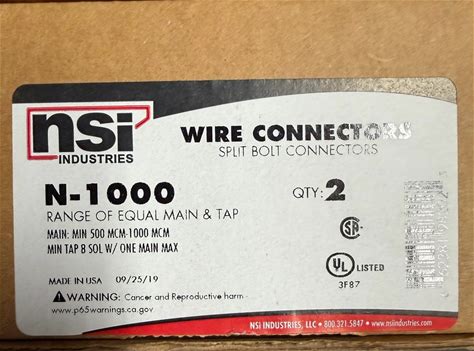 nsi
INDUSTRIES
WIRE CONNECTORS
SPLIT BOLT CONNECTORS
N-1000
QTY: 2
RANGE OF EQUAL MAIN & TAP
MAIN: MIN 500 MCM-1000 MCM
MIN TAP 8 SOL W/ ONE MAIN MAX
SA
UL LISTED
3F87
MADE IN USA 09/25/19
WARNING: Cancer and Reproductive harm -
www.p65warnings.ca.gov
NSI INDUSTRIES, LLC • 800.321.5847 • www.nsiindustries.com